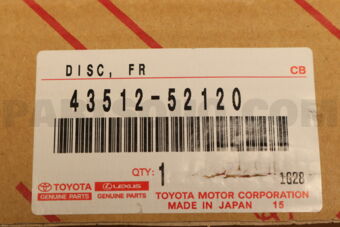 DISC, FR CB
43512-52120
QTY: 1
1G28
TOYOTA GENUINE PARTS LEXUS GENUINE PARTS
TOYOTA MOTOR CORPORATION
MADE IN JAPAN 15